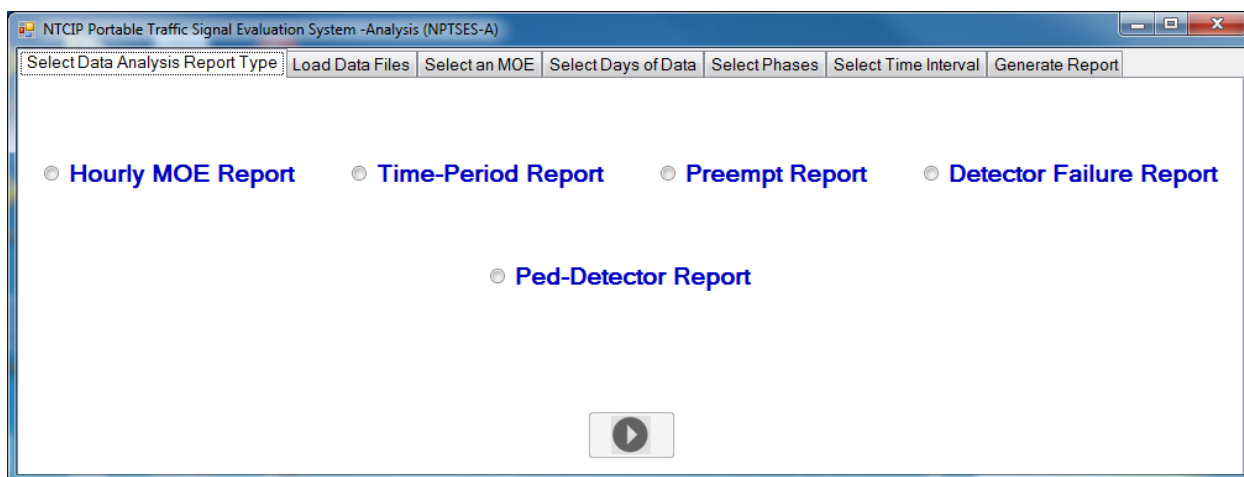 NTCIP Portable Traffic Signal Evaluation System -Analysis (NPTSES-A)
Select Data Analysis Report Type Load Data Files Select an MOE Select Days of Data Select Phases Select Time Interval Generate Report
Hourly MOE Report Time-Period Report Preempt Report Detector Failure Report
Ped-Detector Report